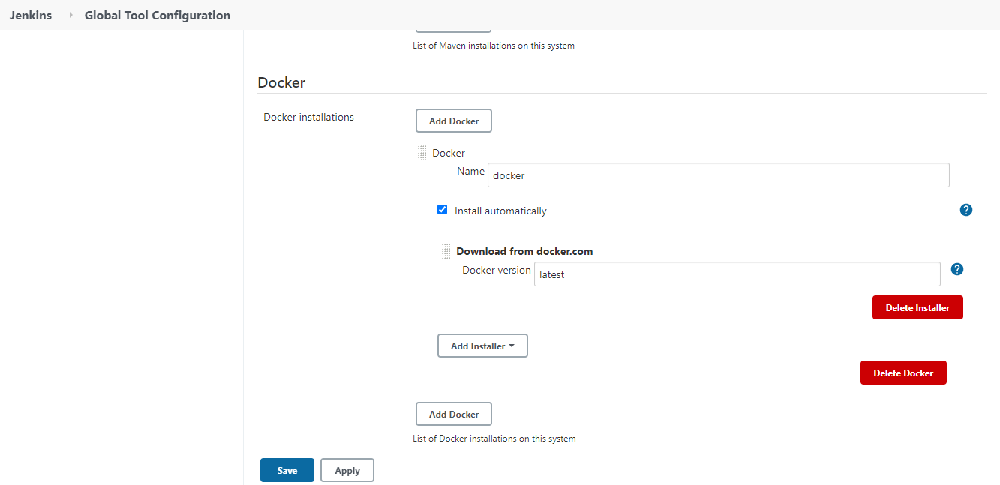 Jenkins Global Tool Configuration
List of Maven installations on this system
Docker
Docker installations
Add Docker
Docker
Name docker
Install automatically
?
Download from docker.com
Docker version latest
?
Delete Installer
Add Installer
Delete Docker
Add Docker
List of Docker installations on this system
Save Apply